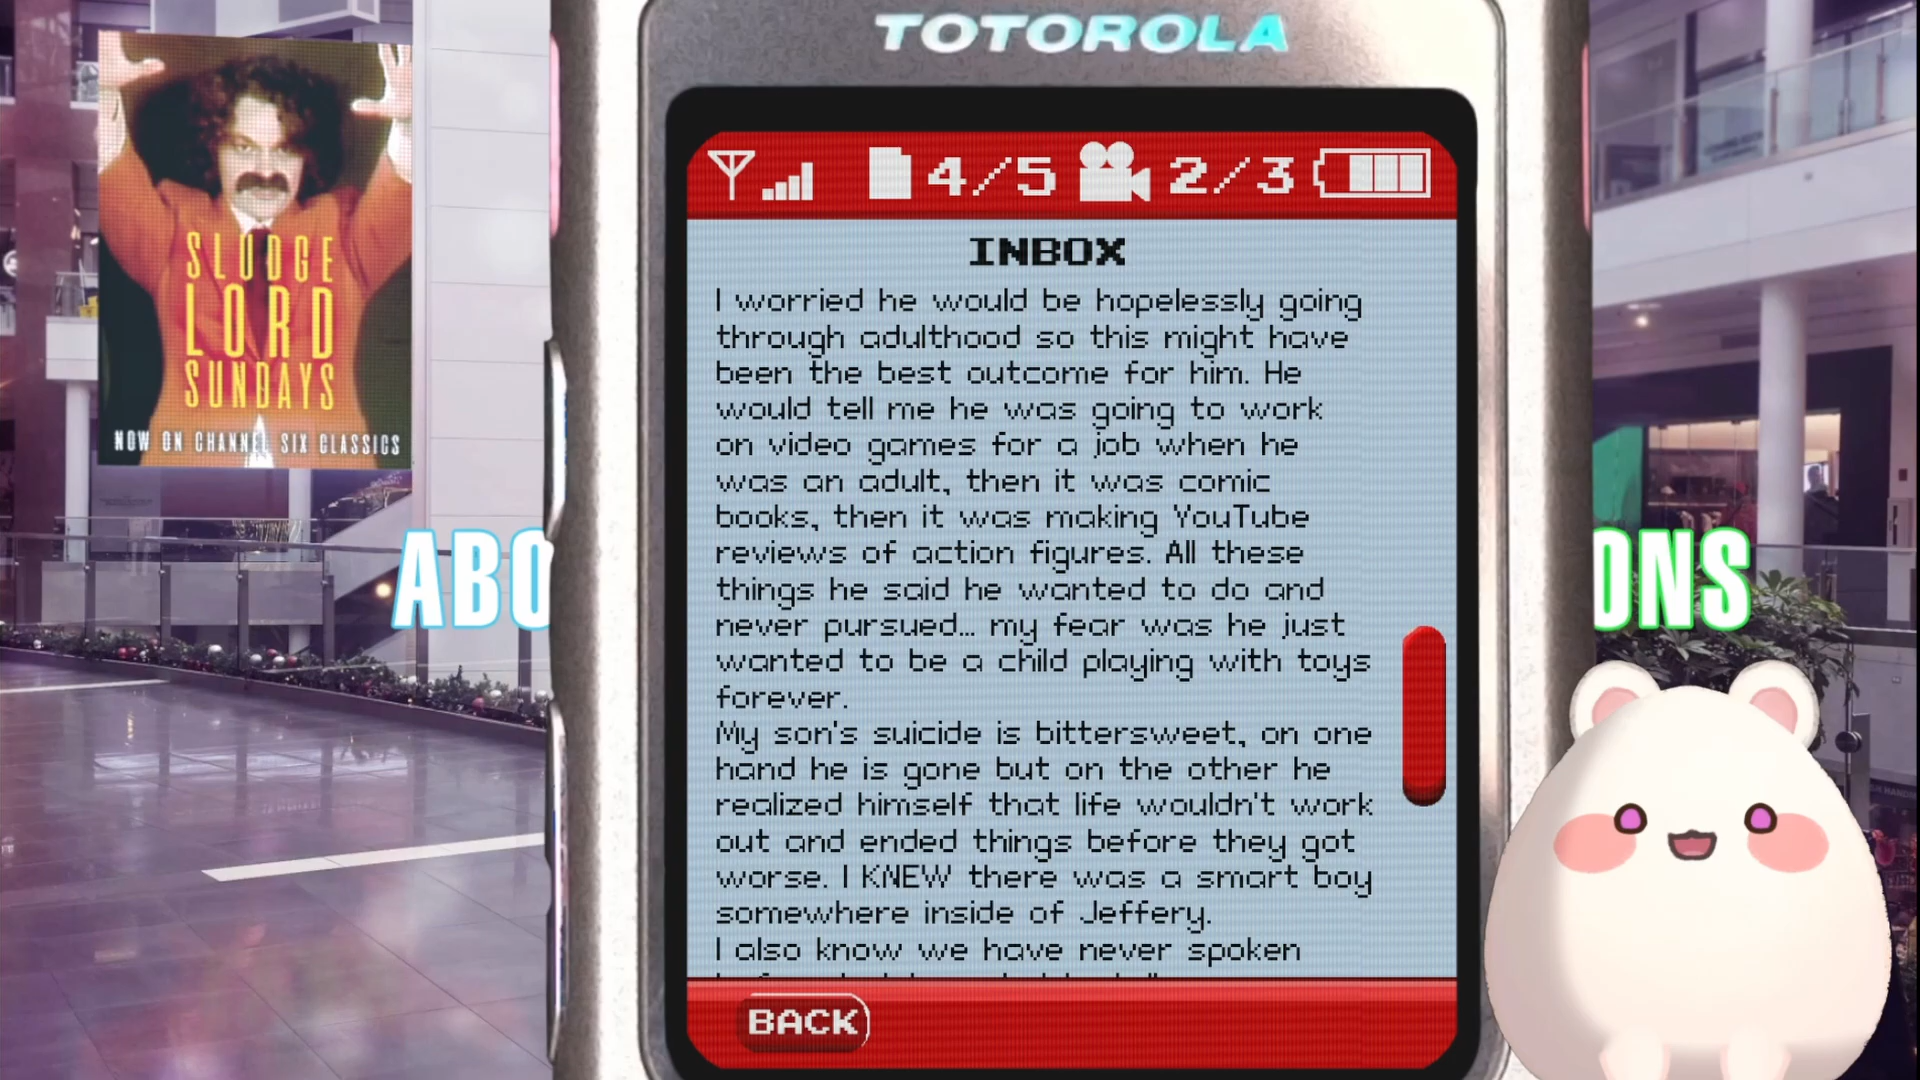 TOTOROLA
4/5
2/3
INBOX
I worried he would be hopelessly going
through adulthood so this might have
been the best outcome for him. He
would tell me he was going to work
on video games for a job when he
was an adult, then it was comic
books, then it was making YouTube
reviews of action figures. All these
things he said he wanted to do and
never pursued... my fear was he just
wanted to be a child playing with toys
forever.
My son's suicide is bittersweet, on one
hand he is gone but on the other he
realized himself that life wouldn't work
out and ended things before they got
worse. I KNEW there was a smart boy
somewhere inside of Jeffery.
I also know we have never spoken
BACK
SLUDGE
LORD
SUNDAYS
NOW ON CHANNEL SIX CLASSICS
ABO
ONS